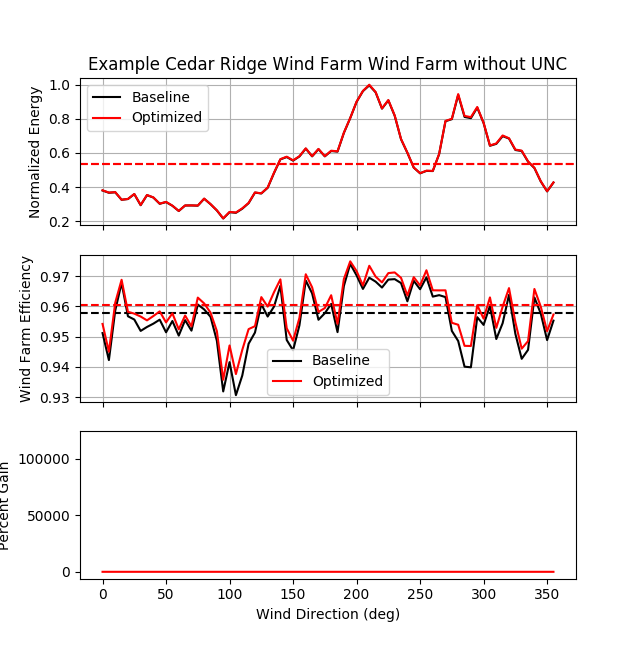 Example Cedar Ridge Wind Farm Wind Farm without UNC
Normalized Energy
1.0
0.8
0.6
0.4
0.2
Baseline
Optimized
Wind Farm Efficiency
0.97
0.96
0.95
0.94
0.93
Baseline
Optimized
Percent Gain
100000
50000
0
0 50 100 150 200 250 300 350
Wind Direction (deg)